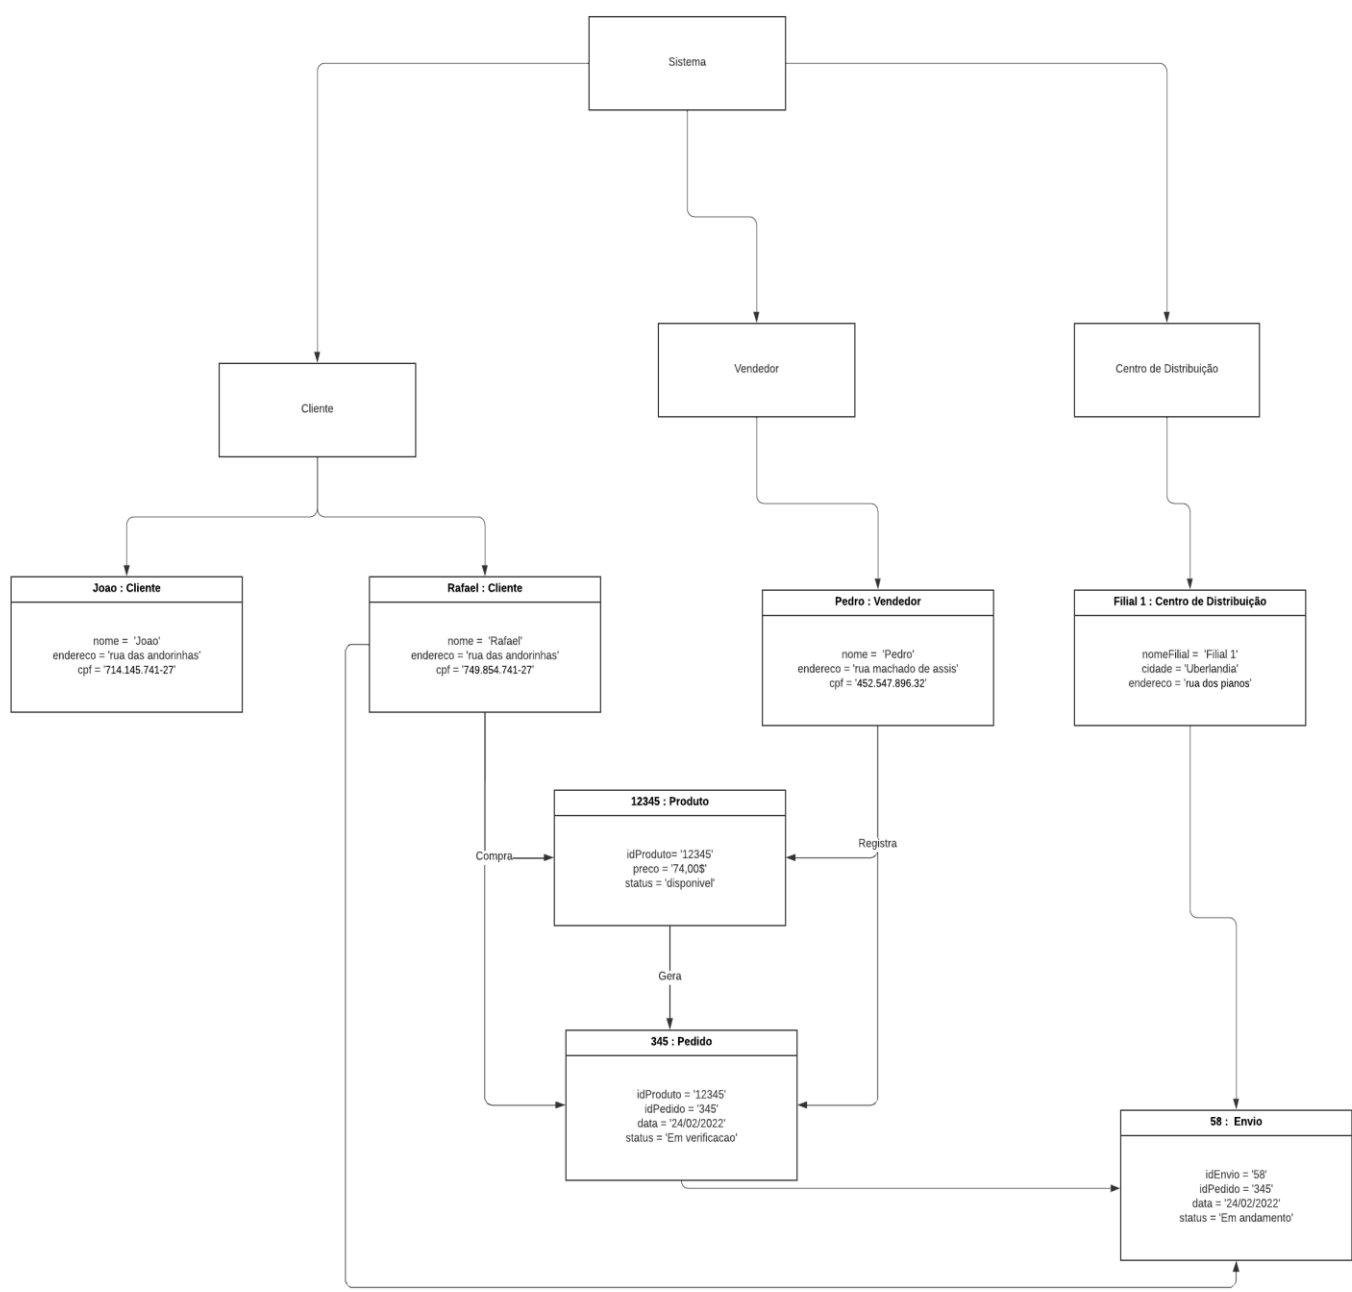 Sistema
Vendedor
Centro de Distribuição
Cliente
Joao : Cliente
nome =  'Joao'
endereco = 'rua das andorinhas'
cpf = '714.145.741-27'
Rafael : Cliente
nome =  'Rafael'
endereco = 'rua das andorinhas'
cpf = '749.854.741-27'
Pedro : Vendedor
nome =  'Pedro'
endereco = 'rua machado de assis'
cpf = '452.547.896.32'
Filial 1 : Centro de Distribuição
nomeFilial =  'Filial 1'
cidade = 'Uberlandia'
endereco = 'rua dos pianos'
12345 : Produto
idProduto= '12345'
preco = '74,00$'
status = 'disponivel'
Compra
Registra
Gera
345 : Pedido
idProduto = '12345'
idPedido = '345'
data = '24/02/2022'
status = 'Em verificacao'
58 :  Envio
idEnvio = '58'
idPedido = '345'
data = '24/02/2022'
status = 'Em andamento'